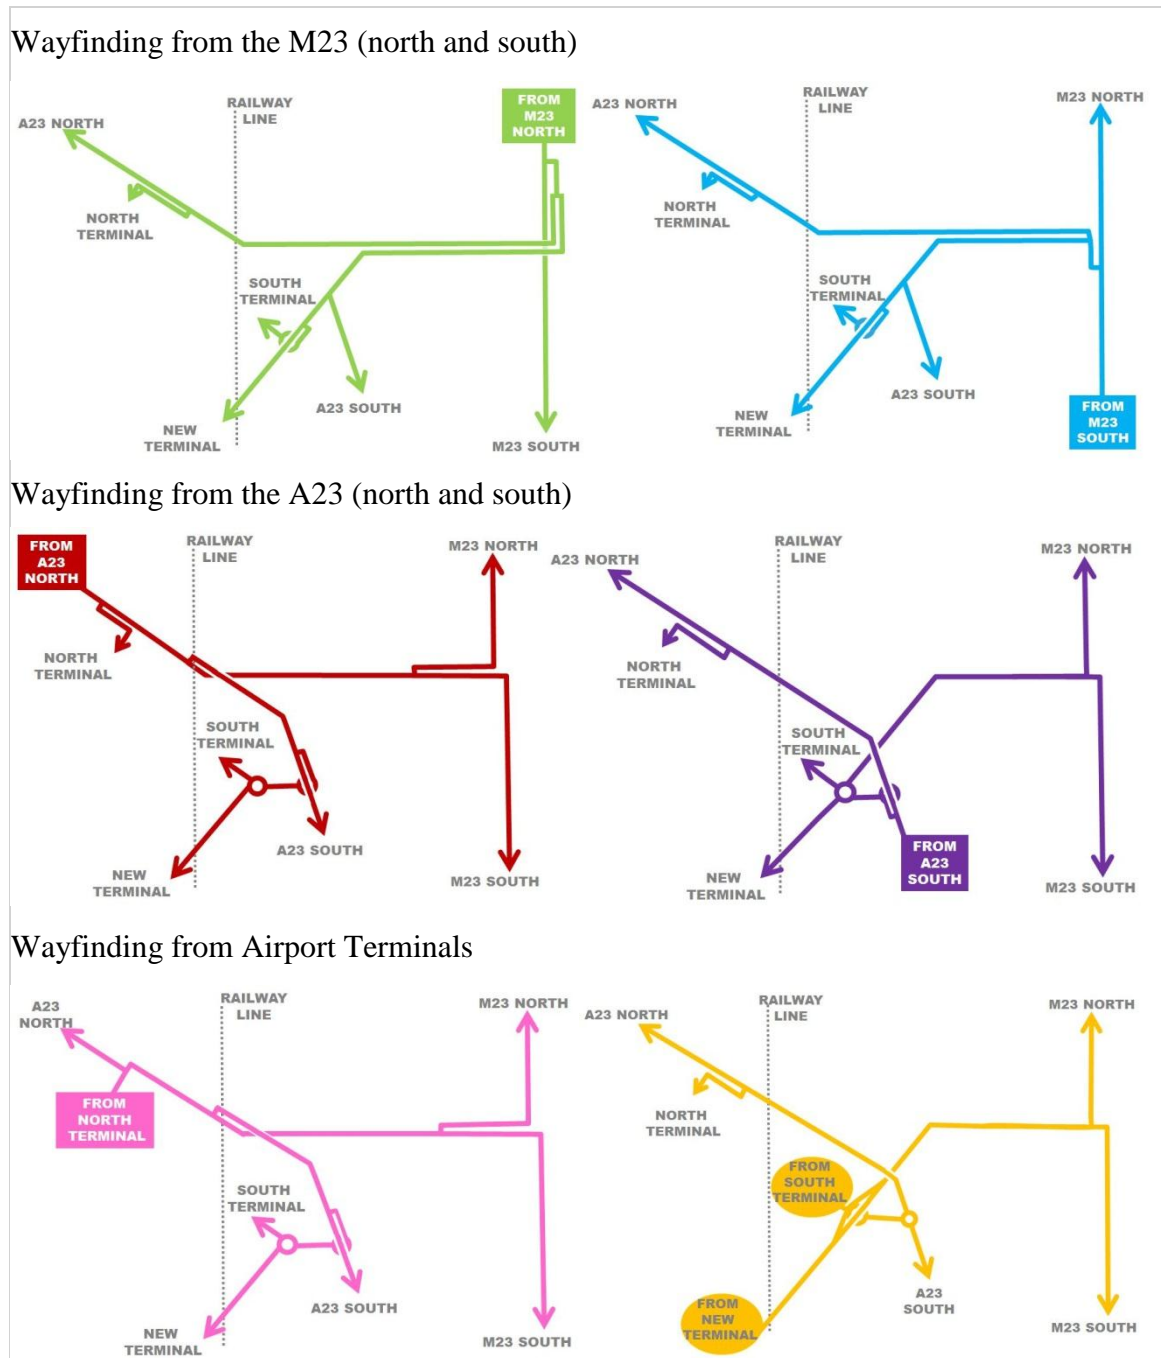 Wayfinding from the M23 (north and south)
A23 NORTH
RAILWAY
LINE
FROM
M23
NORTH
NORTH
TERMINAL
SOUTH
TERMINAL
A23 SOUTH
NEW
TERMINAL
M23 SOUTH
A23 NORTH
RAILWAY
LINE
M23 NORTH
NORTH
TERMINAL
SOUTH
TERMINAL
A23 SOUTH
NEW
TERMINAL
FROM
M23
SOUTH
Wayfinding from the A23 (north and south)
FROM
A23
NORTH
RAILWAY
LINE
M23 NORTH
NORTH
TERMINAL
SOUTH
TERMINAL
A23 SOUTH
NEW
TERMINAL
M23 SOUTH
A23 NORTH
RAILWAY
LINE
M23 NORTH
NORTH
TERMINAL
SOUTH
TERMINAL
FROM
A23
SOUTH
NEW
TERMINAL
M23 SOUTH
Wayfinding from Airport Terminals
A23
NORTH
RAILWAY
LINE
M23 NORTH
FROM
NORTH
TERMINAL
SOUTH
TERMINAL
A23 SOUTH
NEW
TERMINAL
M23 SOUTH
A23 NORTH
RAILWAY
LINE
M23 NORTH
NORTH
TERMINAL
FROM
SOUTH
TERMINAL
A23
SOUTH
FROM
NEW
TERMINAL
M23 SOUTH